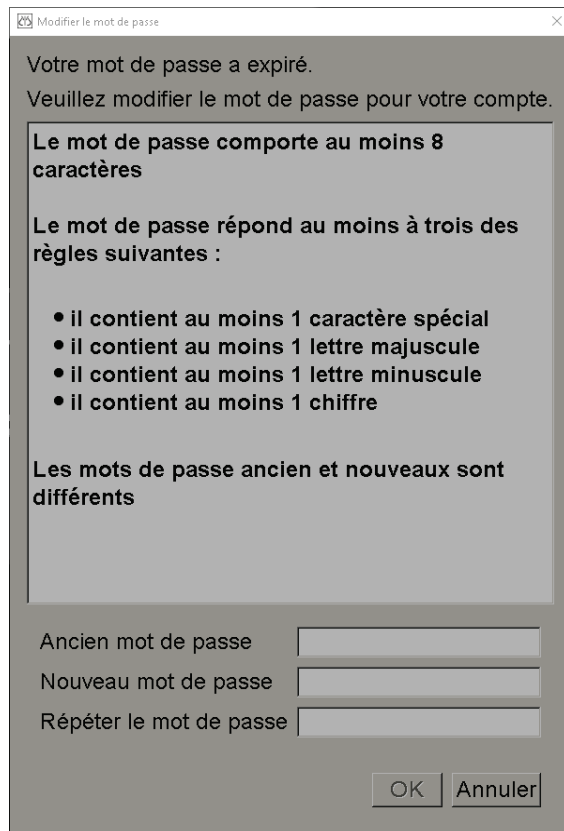 Modifier le mot de passe
Votre mot de passe a expiré.
Veuillez modifier le mot de passe pour votre compte.
Le mot de passe comporte au moins 8
caractères
Le mot de passe répond au moins à trois des
règles suivantes :
• il contient au moins 1 caractère spécial
• il contient au moins 1 lettre majuscule
• il contient au moins 1 lettre minuscule
• il contient au moins 1 chiffre
Les mots de passe ancien et nouveaux sont
différents
Ancien mot de passe
Nouveau mot de passe
Répéter le mot de passe
OK Annuler